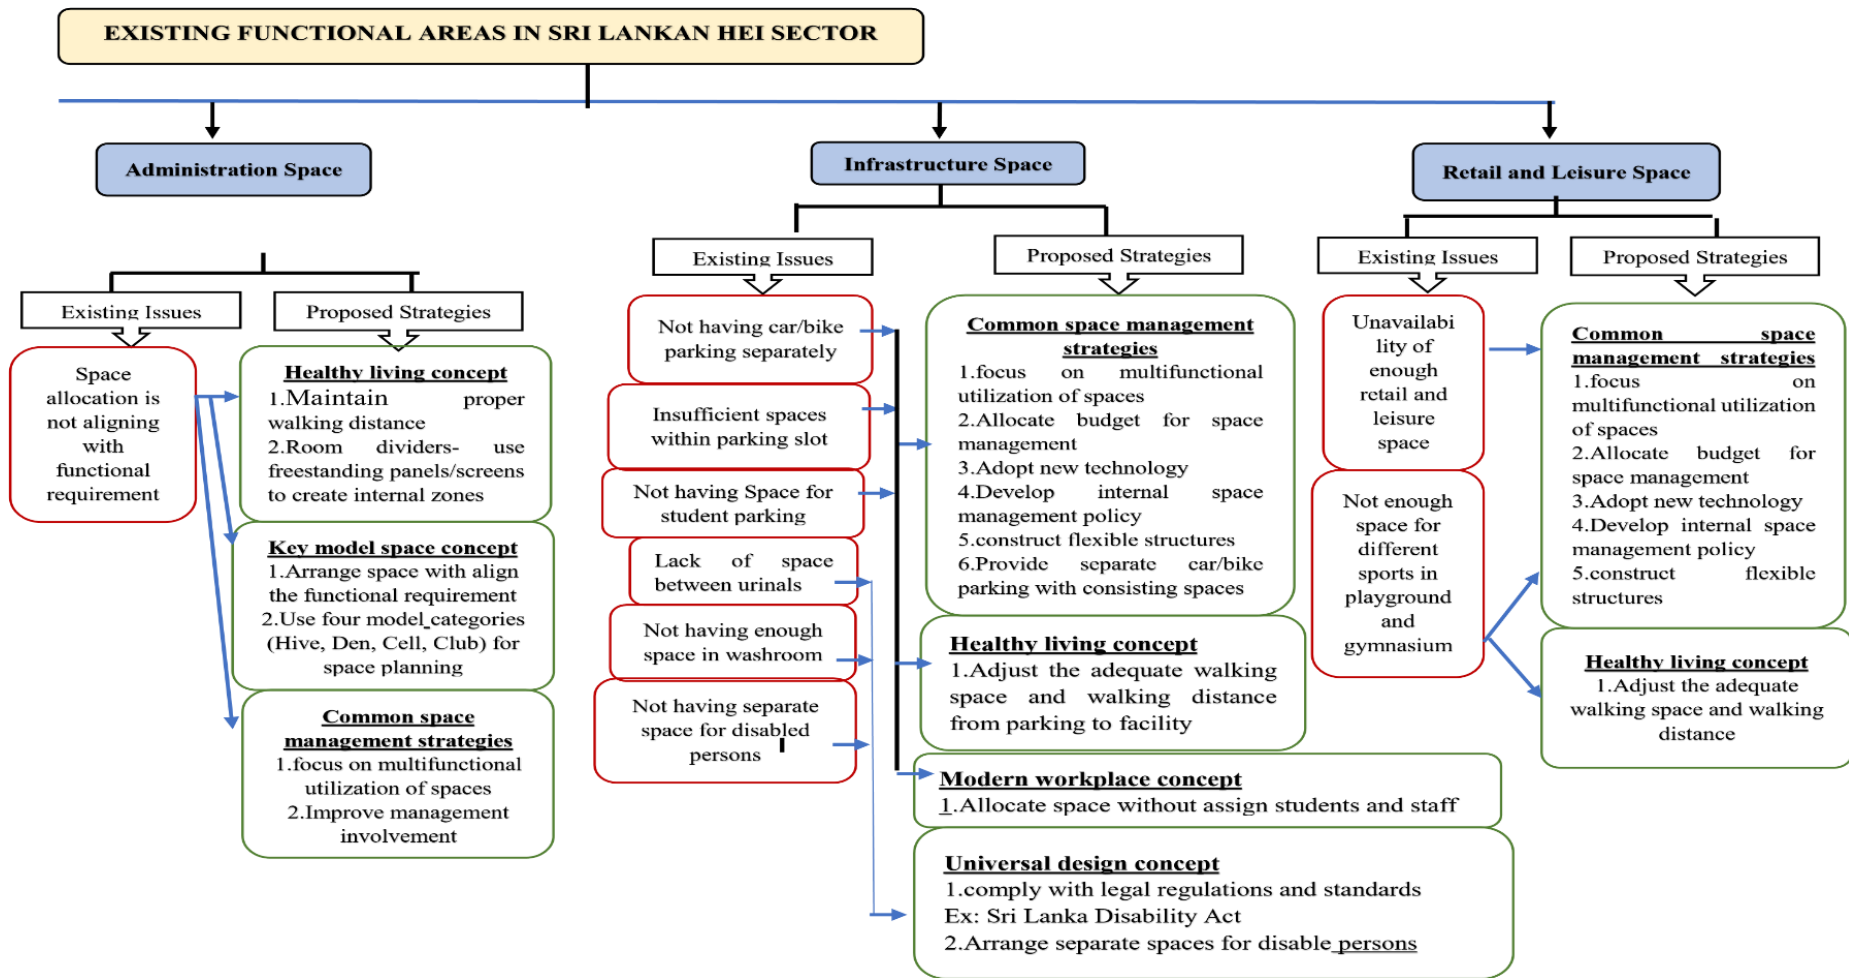 EXISTING FUNCTIONAL AREAS IN SRI LANKAN HEI SECTOR
Administration Space
Existing Issues
Proposed Strategies
Space
allocation is
not aligning
with
functional
requirement
Healthy living concept
1.Maintain proper
walking distance
2.Room dividers- use
freestanding panels/screens
to create internal zones
Key model space concept
1.Arrange space with align
the functional requirement
2.Use four model categories
(Hive, Den, Cell, Club) for
space planning
Common space
management strategies
1.focus on multifunctional
utilization of spaces
2.Improve management
involvement
Infrastructure Space
Existing Issues
Proposed Strategies
Not having car/bike
parking separately
Insufficient spaces
within parking slot
Not having Space for
student parking
Lack of space
between urinals
Not having enough
space in washroom
Not having separate
space for disabled
persons
Common space management
strategies
1.focus on multifunctional
utilization of spaces
2.Allocate budget for space
management
3.Adopt new technology
4.Develop internal space
management policy
5.construct flexible structures
6.Provide separate car/bike
parking with consisting spaces
Healthy living concept
1.Adjust the adequate walking
space and walking distance
from parking to facility
Modern workplace concept
1.Allocate space without assign students and staff
Universal design concept
1.comply with legal regulations and standards
Ex: Sri Lanka Disability Act
2.Arrange separate spaces for disable persons
Retail and Leisure Space
Existing Issues
Proposed Strategies
Unavailabi
lity of
enough
retail and
leisure
space
Not enough
space for
different
sports in
playground
and
gymnasium
Common space
management strategies
1.focus on
multifunctional utilization
of spaces
2.Allocate budget for
space management
3.Adopt new technology
4.Develop internal space
management policy
5.construct flexible
structures
Healthy living concept
1.Adjust the adequate
walking space and walking
distance